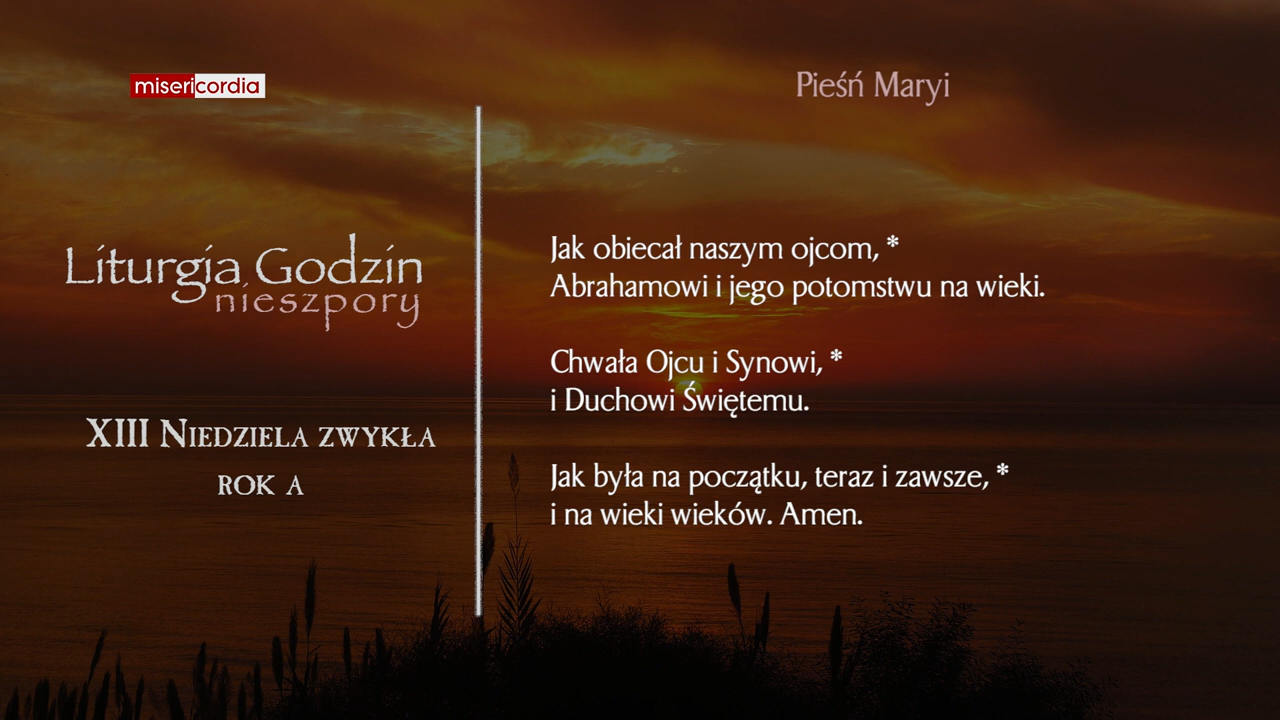 misericordia
Pieśń Maryi
Liturgia Godzin
nieszpory
XIII Niedziela zwykła
rok A
Jak obiecał naszym ojcom, *
Abrahamowi i jego potomstwu na wieki.
Chwała Ojcu i Synowi, *
i Duchowi Świętemu.
Jak była na początku, teraz i zawsze, *
i na wieki wieków. Amen.